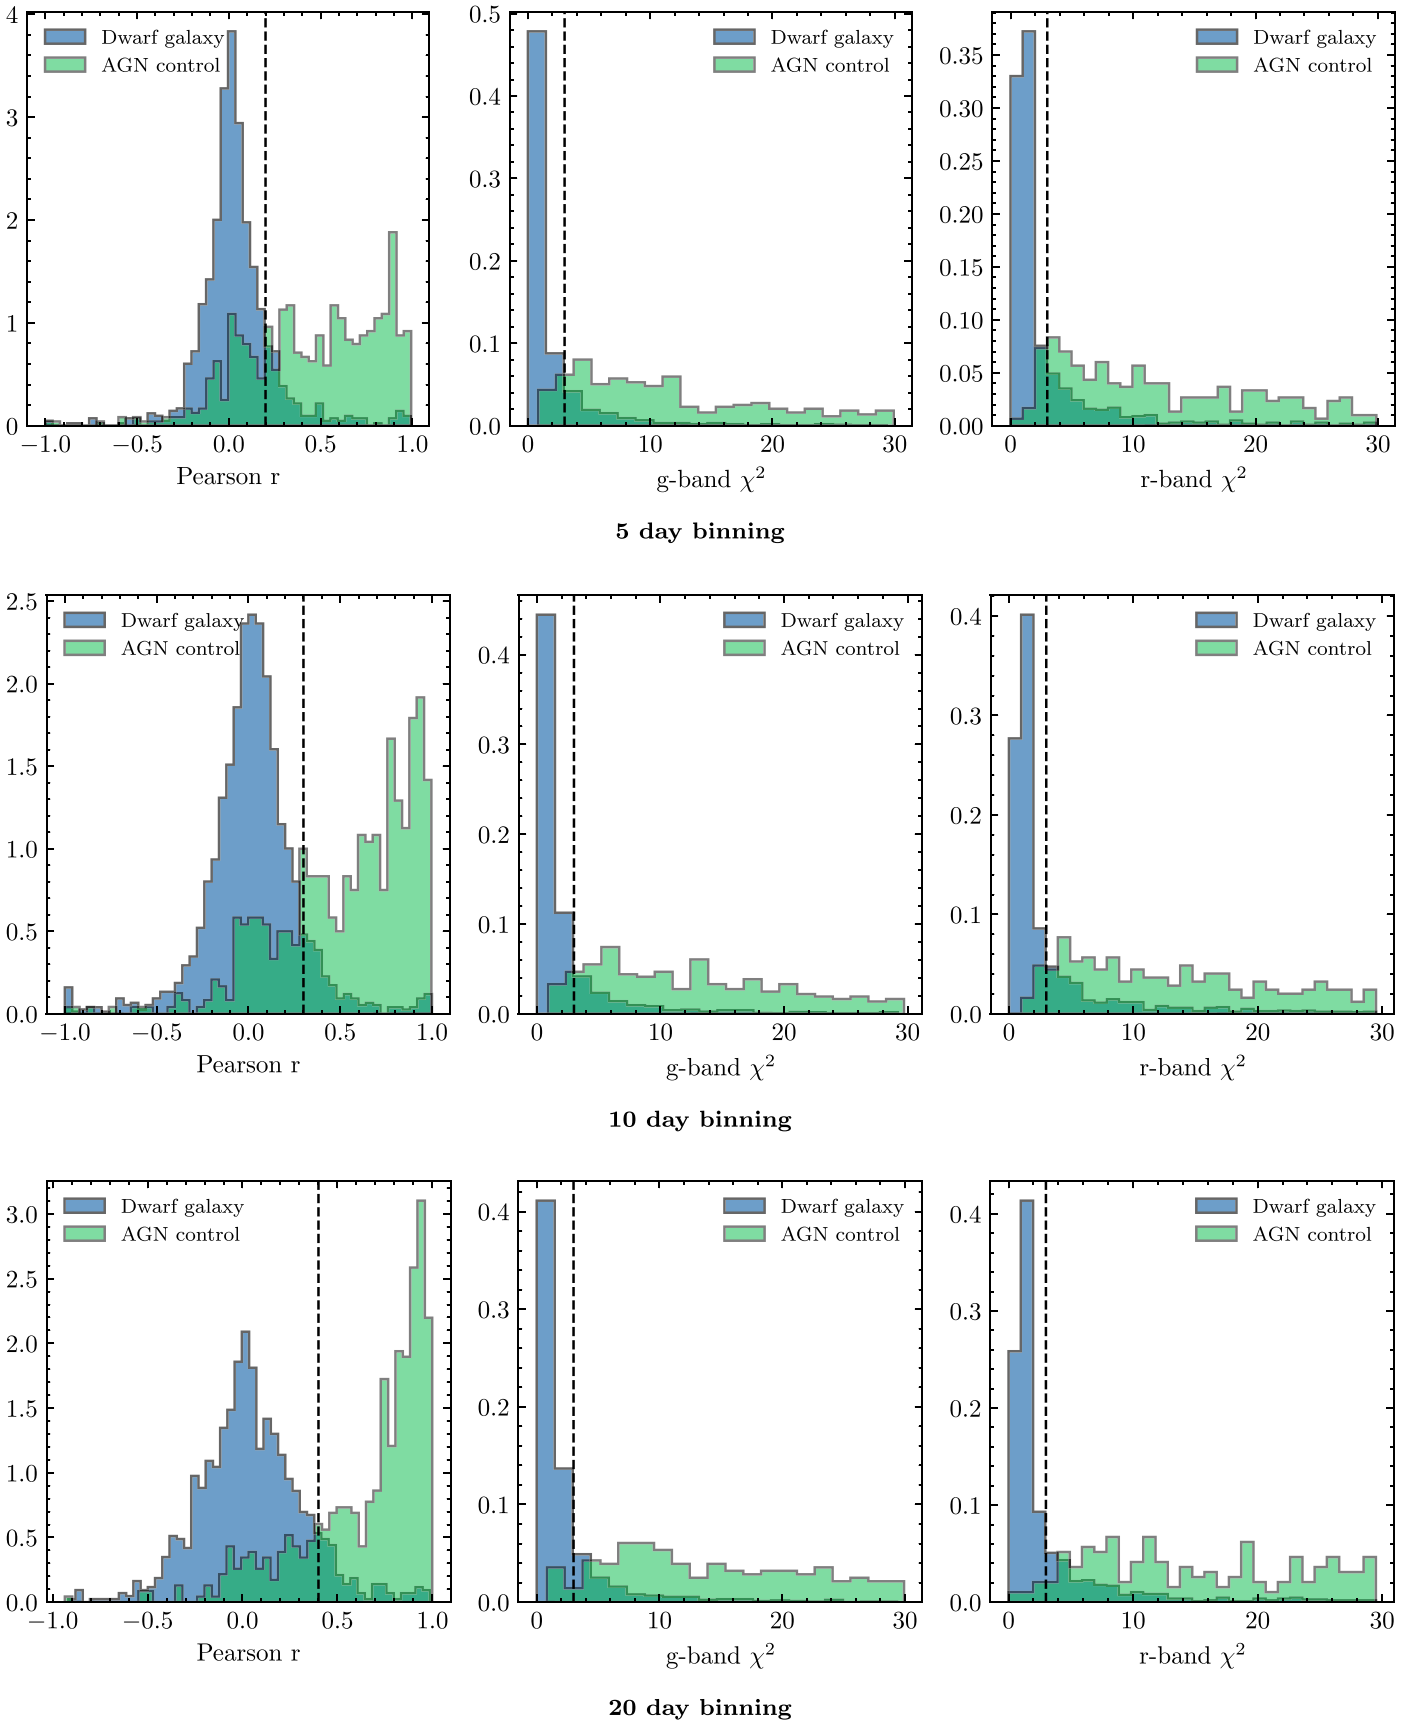 Dwarf galaxy
AGN control
4
3
2
1
0
−1.0 −0.5 0.0 0.5 1.0
Pearson r
Dwarf galaxy
AGN control
0.5
0.4
0.3
0.2
0.1
0.0
0 10 20 30
g-band χ²
Dwarf galaxy
AGN control
0.35
0.30
0.25
0.20
0.15
0.10
0.05
0.00
0 10 20 30
r-band χ²
5 day binning
Dwarf galaxy
AGN control
2.5
2.0
1.5
1.0
0.5
0.0
−1.0 −0.5 0.0 0.5 1.0
Pearson r
Dwarf galaxy
AGN control
0.4
0.3
0.2
0.1
0.0
0 10 20 30
g-band χ²
Dwarf galaxy
AGN control
0.4
0.3
0.2
0.1
0.0
0 10 20 30
r-band χ²
10 day binning
Dwarf galaxy
AGN control
3.0
2.5
2.0
1.5
1.0
0.5
0.0
−1.0 −0.5 0.0 0.5 1.0
Pearson r
Dwarf galaxy
AGN control
0.4
0.3
0.2
0.1
0.0
0 10 20 30
g-band χ²
Dwarf galaxy
AGN control
0.4
0.3
0.2
0.1
0.0
0 10 20 30
r-band χ²
20 day binning